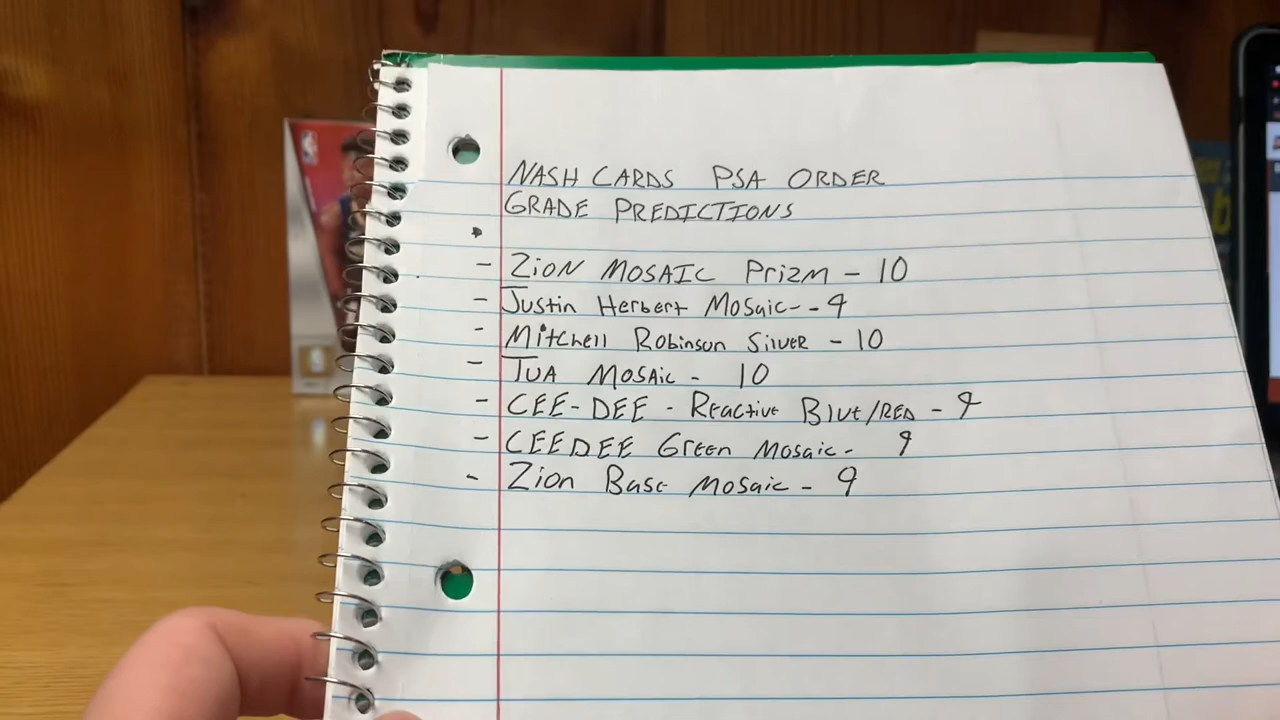 NASH CARDS PSA ORDER
GRADE PREDICTIONS
- ZION MOSAIC Prizm - 10
- Justin Herbert Mosaic - - 9
- Mitchell Robinson Silver - 10
- TUA MOSAic - 10
- CEE-DEE - Reactive Blue/RED - 9
- CEEDEE Green Mosaic - 9
- Zion Base Mosaic - 9